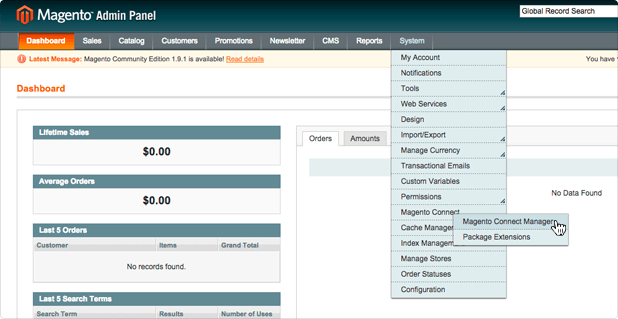 Magento Admin Panel
Global Record Search
Dashboard Sales Catalog Customers Promotions Newsletter CMS Reports System
Latest Message: Magento Community Edition 1.9.1 is available! Read details
You have
Dashboard
Lifetime Sales
$0.00
Average Orders
$0.00
Last 5 Orders
Customer Items Grand Total
No records found.
Last 5 Search Terms
Search Term Results Number of Uses
Orders Amounts
No Data Found
My Account
Notifications
Tools
Web Services
Design
Import/Export
Manage Currency
Transactional Emails
Custom Variables
Permissions
Magento Connect
Cache Manager
Index Managem
Manage Stores
Order Statuses
Configuration
Magento Connect Manager
Package Extensions